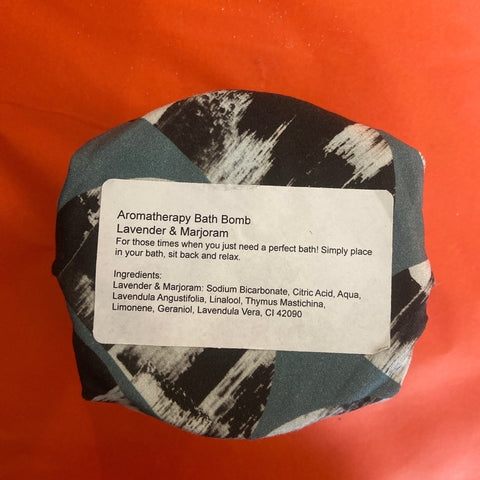 Aromatherapy Bath Bomb
Lavender & Marjoram
For those times when you just need a perfect bath! Simply place
in your bath, sit back and relax.
Ingredients:
Lavender & Marjoram: Sodium Bicarbonate, Citric Acid, Aqua,
Lavendula Angustifolia, Linalool, Thymus Mastichina,
Limonene, Geraniol, Lavendula Vera, CI 42090